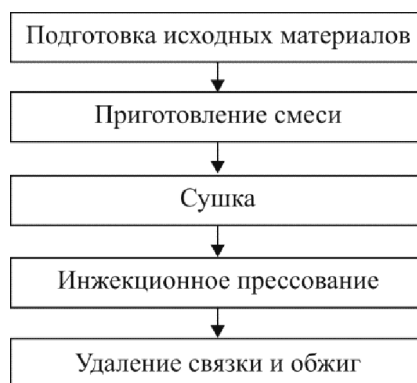 Подготовка исходных материалов
Приготовление смеси
Сушка
Инжекционное прессование
Удаление связки и обжиг